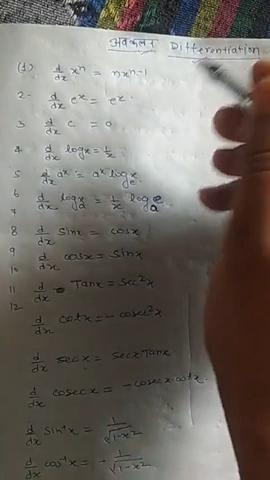 अवकलन Differentiation
(1) d/dx xⁿ = nxⁿ⁻¹
2- d/dx eˣ = eˣ
3 d/dx c = 0
4 d/dx logx = 1/x
5 d/dx aˣ = aˣ logₑ
6 d/dx logₐx = 1/x logₐe
7
8 d/dx sinx = cosx
9 d/dx cosx = sinx
10
11 d/dx Tanx = sec²x
12
d/dx cotx = -cosec²x
d/dx secx = secxTanx
d/dx cosecx = -cosecx·cotx.
d/dx sin⁻¹x = 1/√1-x²
d/dx cos⁻¹x = - 1/√1-x²